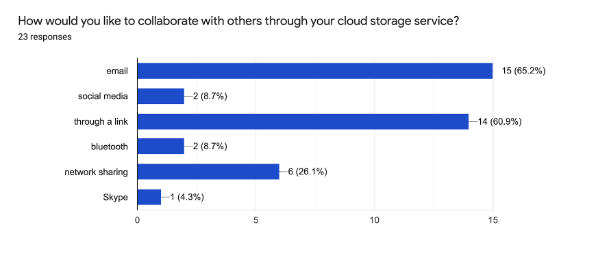 How would you like to collaborate with others through your cloud storage service?
23 responses
email 15 (65.2%)
social media 2 (8.7%)
through a link 14 (60.9%)
bluetooth 2 (8.7%)
network sharing 6 (26.1%)
Skype 1 (4.3%)
0 5 10 15